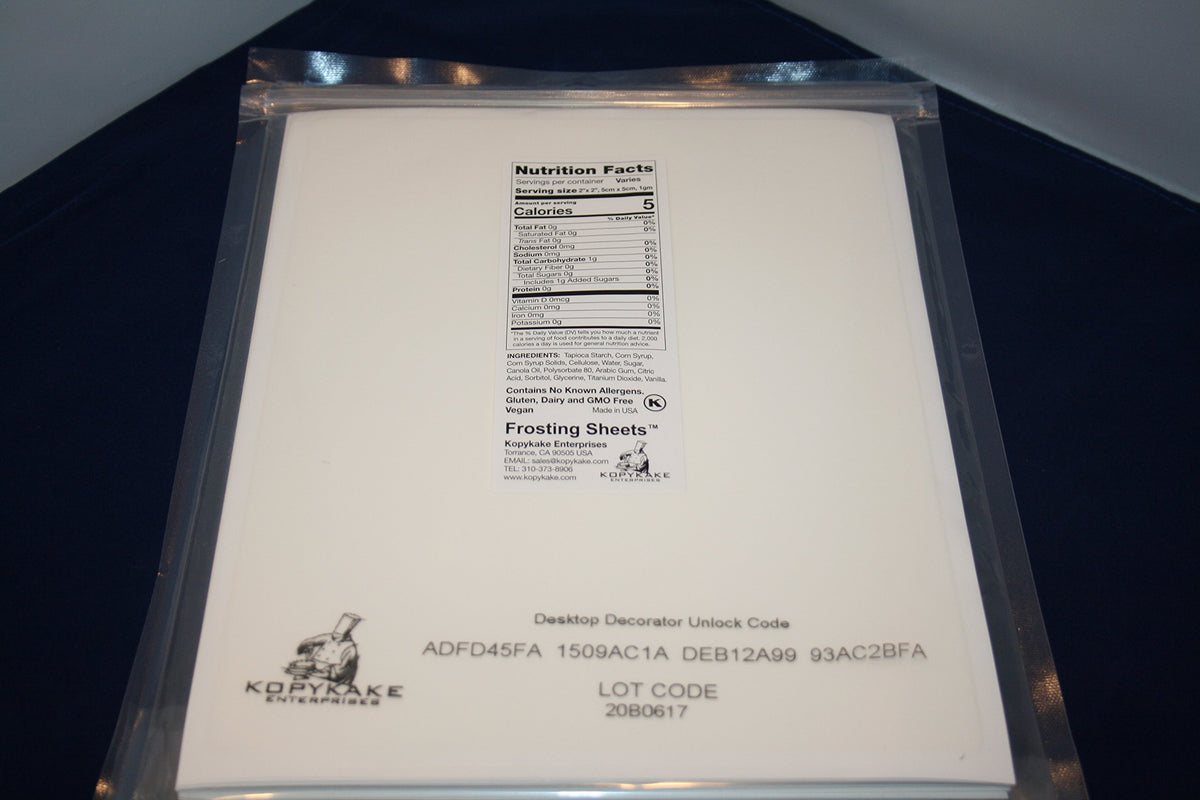 Nutrition Facts
Servings per container Varies
Serving size 2"x 2", 5cm x 5cm, 1gm
Amount per serving
Calories 5
% Daily Value*
Total Fat 0g 0%
Saturated Fat 0g 0%
Trans Fat 0g
Cholesterol 0mg 0%
Sodium 0mg 0%
Total Carbohydrate 1g 0%
Dietary Fiber 0g 0%
Total Sugars 0g 0%
Includes 1g Added Sugars 0%
Protein 0g 0%
Vitamin D 0mcg 0%
Calcium 0mg 0%
Iron 0mg 0%
Potassium 0g 0%
*The % Daily Value (DV) tells you how much a nutrient
in a serving of food contributes to a daily diet. 2,000
calories a day is used for general nutrition advice.
INGREDIENTS: Tapioca Starch, Corn Syrup,
Corn Syrup Solids, Cellulose, Water, Sugar,
Canola Oil, Polysorbate 80, Arabic Gum, Citric
Acid, Sorbitol, Glycerine, Titanium Dioxide, Vanilla.
Contains No Known Allergens.
Gluten, Dairy and GMO Free K
Vegan Made in USA
Frosting Sheets™
Kopykake Enterprises
Torrance, CA 90505 USA
EMAIL: sales@kopykake.com
TEL: 310-373-8906
www.kopykake.com
KOPYKAKE
ENTERPRISES
Desktop Decorator Unlock Code
ADFD45FA 1509AC1A DEB12A99 93AC2BFA
KOPYKAKE
ENTERPRISES
LOT CODE
20B0617